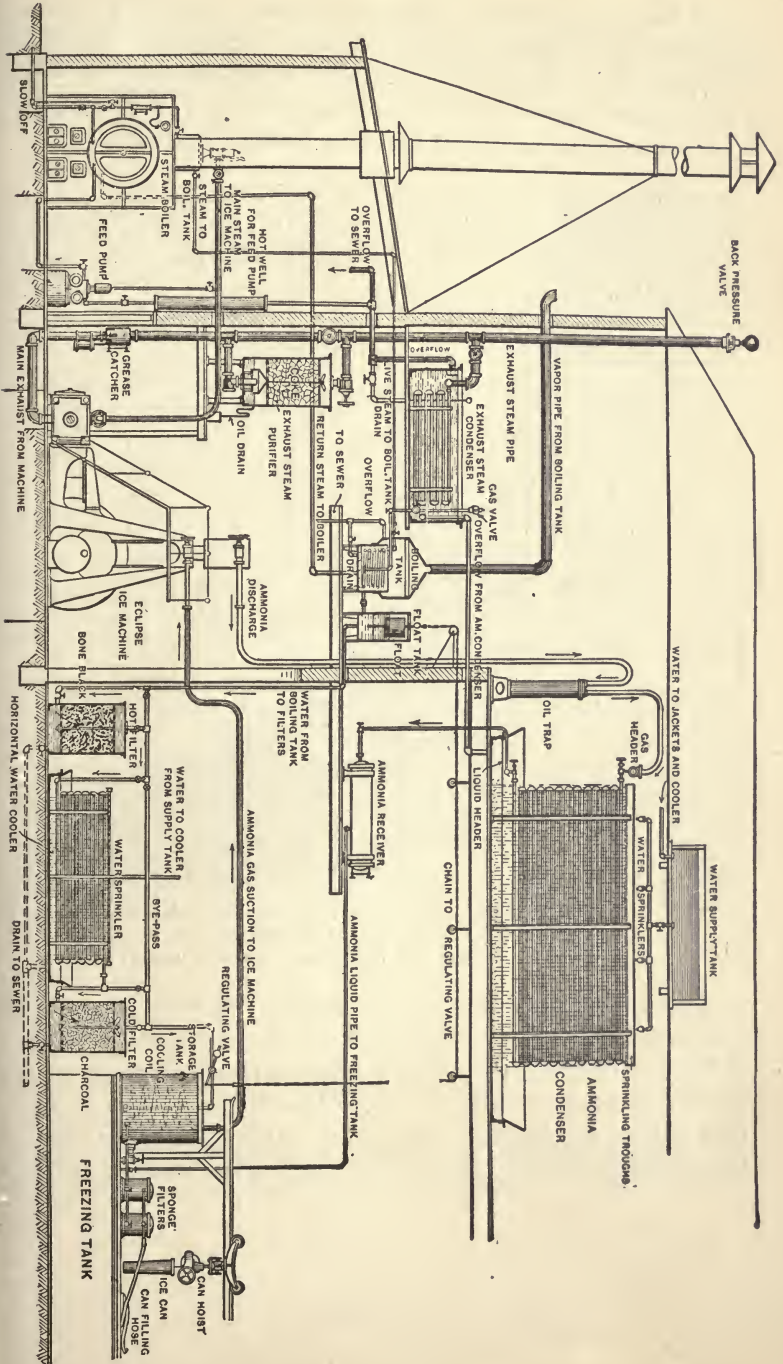 BACK PRESSURE
VALVE
VAPOR PIPE FROM BOILING TANK
EXHAUST STEAM PIPE
EXHAUST STEAM
CONDENSER
GAS VALVE
OVERFLOW
OVERFLOW
TO SEWER
HOT WELL
FOR FEED PUMP
MAIN STEAM
TO ICE MACHINE
STEAM TO
BOIL. TANK
STEAM BOILER
SLOW OFF
FEED PUMP
GREASE
CATCHER
MAIN EXHAUST FROM MACHINE
COKE
OIL DRAIN
EXHAUST STEAM
PURIFIER
RETURN STEAM TO BOILER
LIVE STEAM TO BOIL. TANK
DRAIN
TO SEWER
OVERFLOW
DRAIN
BOILING
TANK
OVERFLOW FROM AM. CONDENSER
FLOAT TANK
FLOAT
AMMONIA
DISCHARGE
ECLIPSE
ICE MACHINE
WATER TO JACKETS AND COOLER
WATER SUPPLY TANK
GAS
HEADER
OIL TRAP
WATER
SPRINKLERS
SPRINKLING TROUGHS.
AMMONIA
CONDENSER
LIQUID HEADER
CHAIN TO REGULATING VALVE
AMMONIA RECEIVER
AMMONIA LIQUID PIPE TO FREEZING TANK
WATER FROM
BOILING TANK
TO FILTERS
AMMONIA GAS SUCTION TO ICE MACHINE
WATER TO COOLER
FROM SUPPLY TANK
BYE-PASS
BONE BLACK
HOT FILTER
WATER SPRINKLER
HORIZONTAL WATER COOLER
DRAIN TO SEWER
COLD FILTER
CHARCOAL
REGULATING VALVE
STORAGE
TANK
COOLING
COIL
SPONGE
FILTERS
FREEZING TANK
CAN HOIST
ICE CAN
CAN FILLING
HOSE